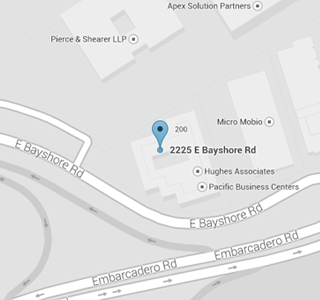 Apex Solution Partners
Pierce & Shearer LLP
Micro Mobio
200
2225 E Bayshore Rd
E Bayshore Rd
Hughes Associates
Pacific Business Centers
E Bayshore Rd
Embarcadero Rd
Embarcadero Rd